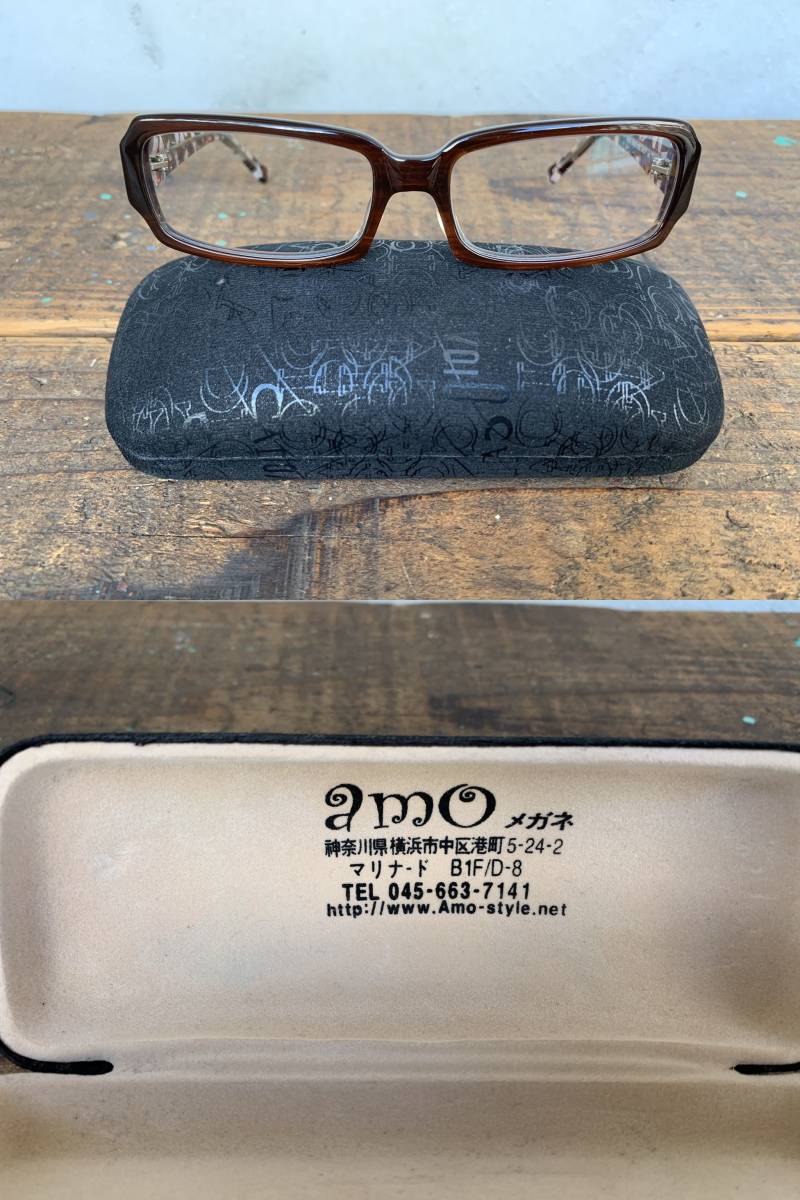 amo メガネ
神奈川県横浜市中区港町5-24-2
マリナ-ド B1F/D-8
TEL 045-663-7141
http://www.Amo-style.net